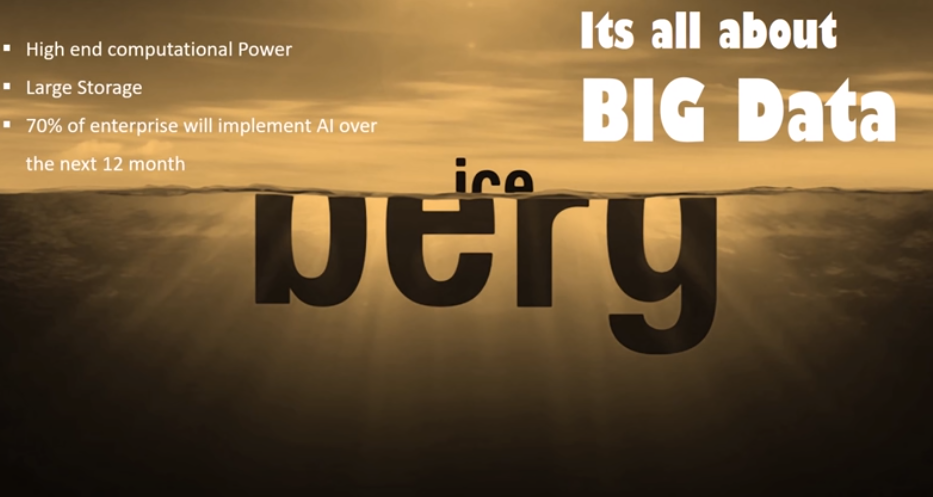 High end computational Power
Large Storage
70% of enterprise will implement AI over
the next 12 month
Its all about
BIG Data
ice
berg